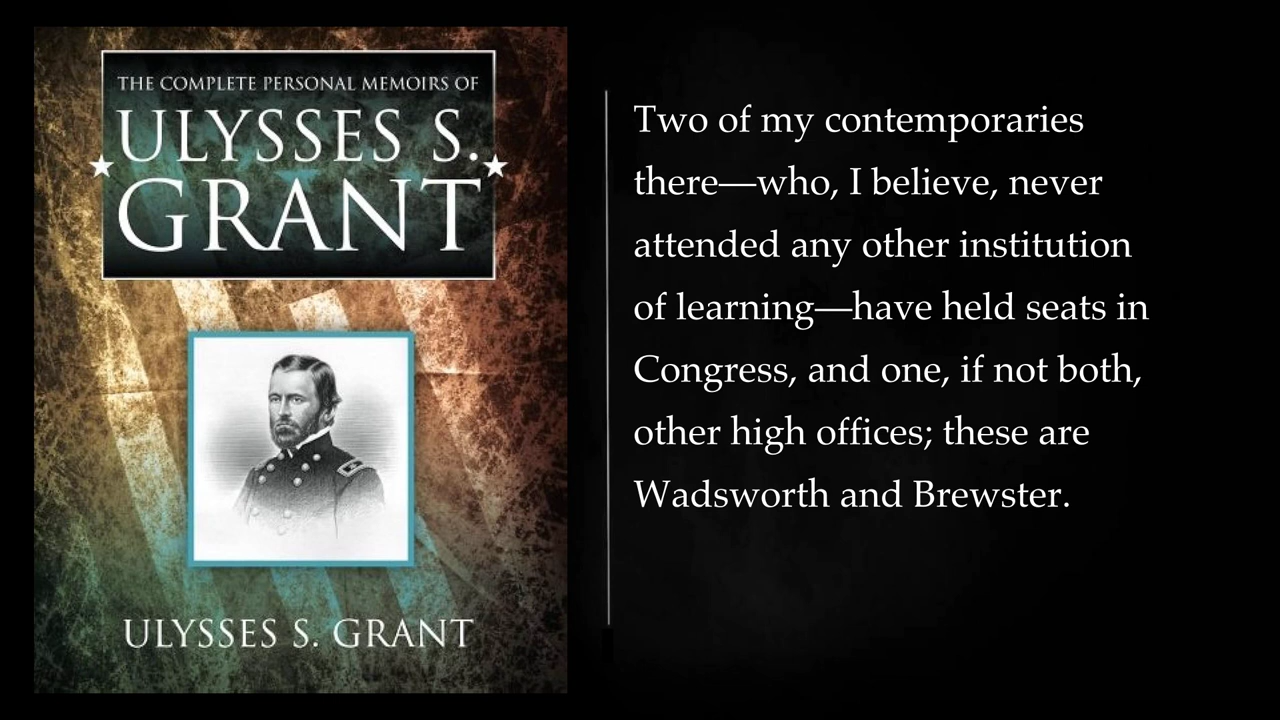 THE COMPLETE PERSONAL MEMOIRS OF
ULYSSES S.
GRANT
ULYSSES S. GRANT
Two of my contemporaries
there—who, I believe, never
attended any other institution
of learning—have held seats in
Congress, and one, if not both,
other high offices; these are
Wadsworth and Brewster.